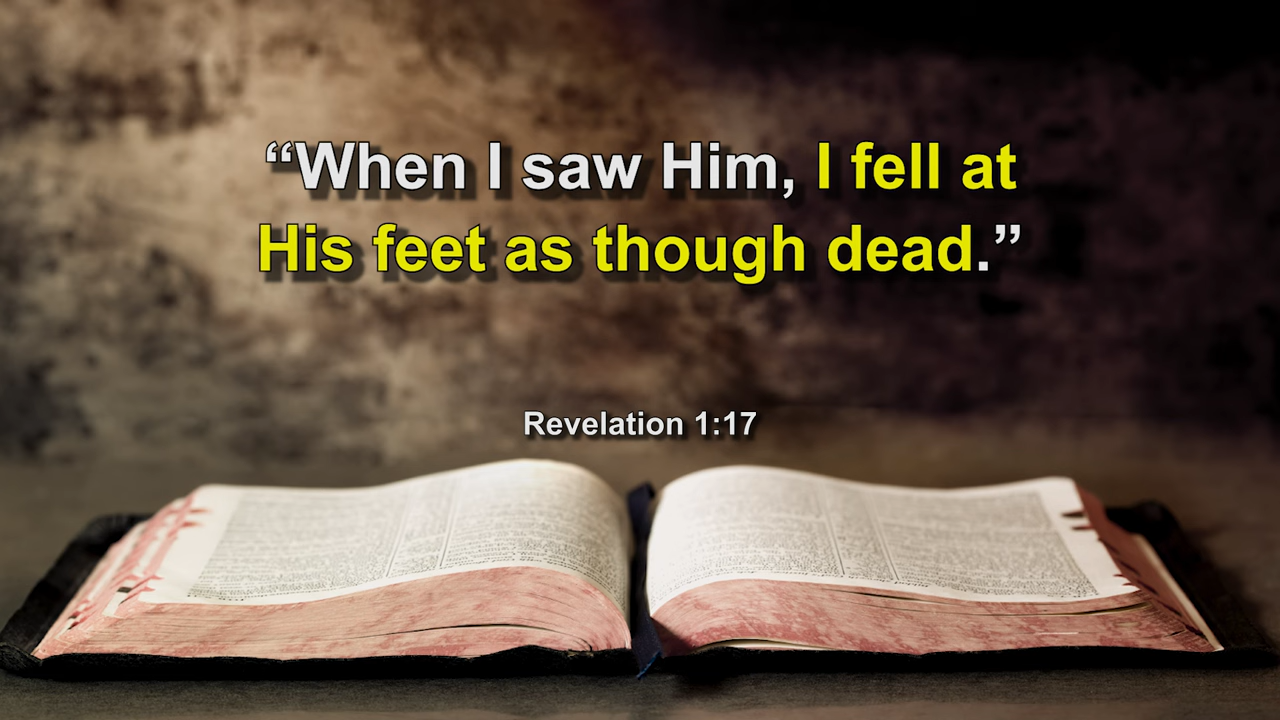 “When I saw Him, I fell at
His feet as though dead.”
Revelation 1:17